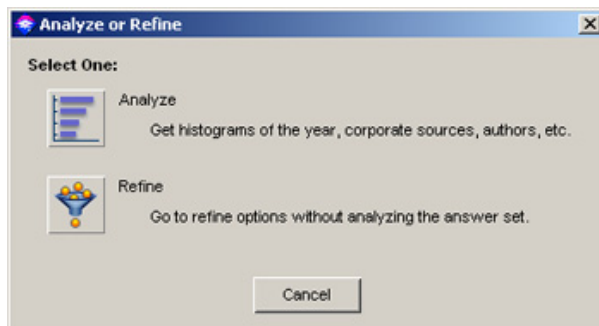 Analyze or Refine
Select One:
Analyze
Get histograms of the year, corporate sources, authors, etc.
Refine
Go to refine options without analyzing the answer set.
Cancel